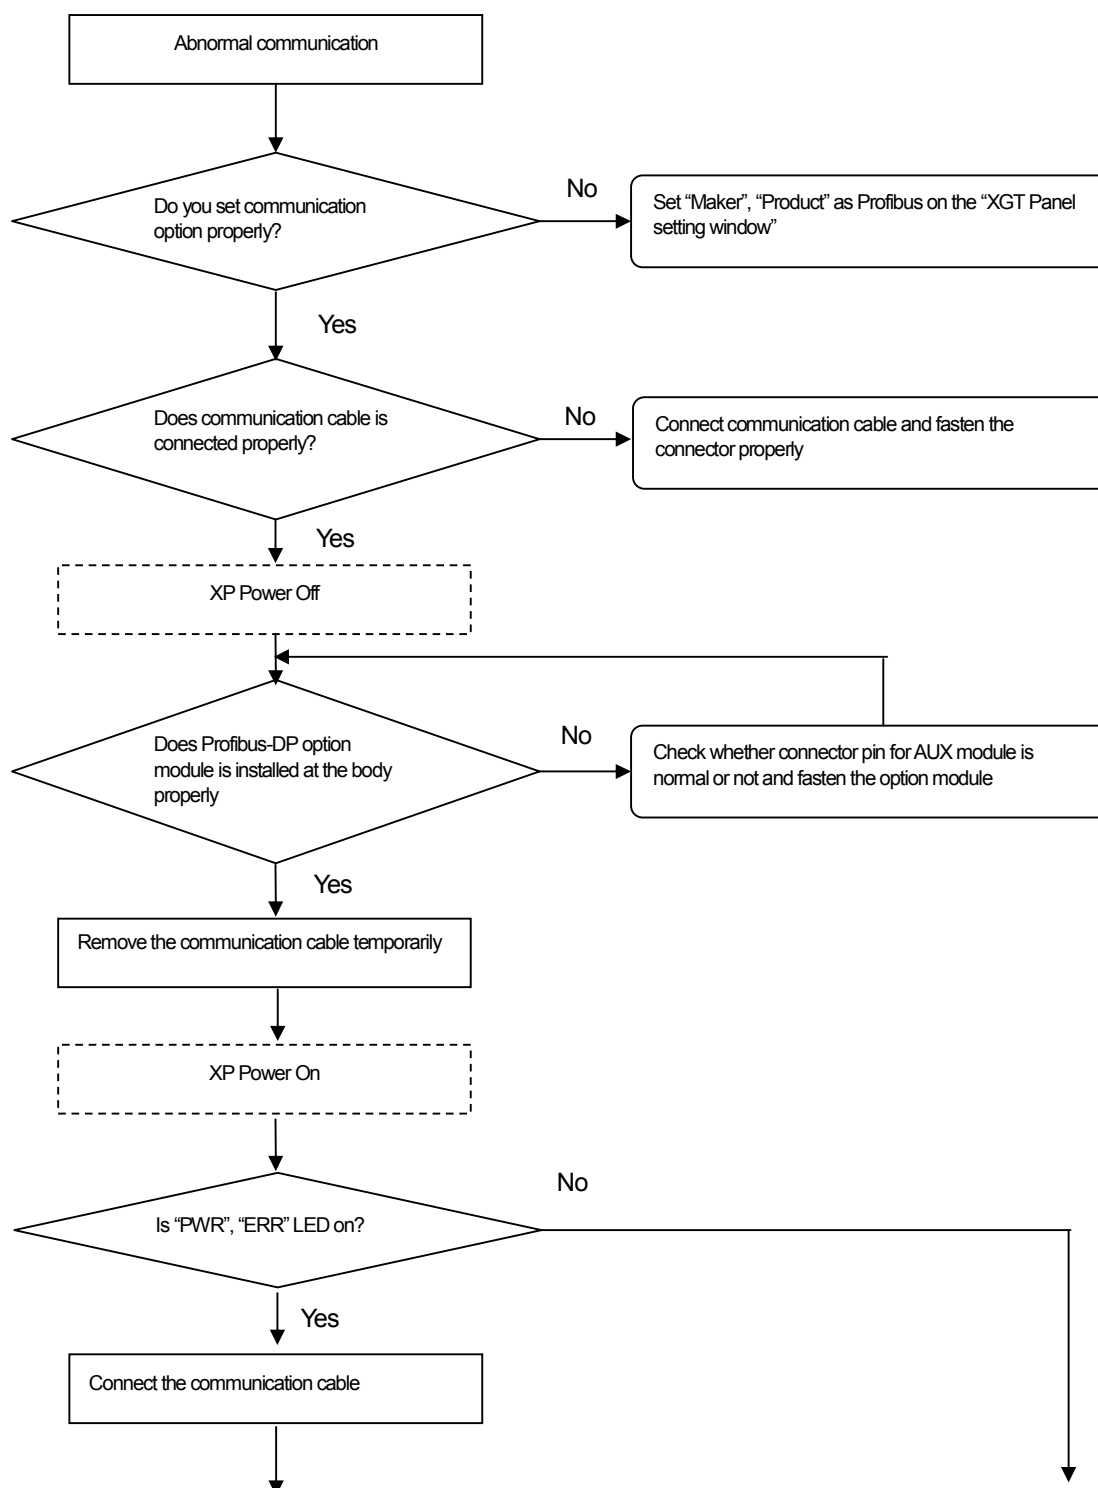 Abnormal communication
Do you set communication
option properly?
No
Set “Maker”, “Product” as Profibus on the “XGT Panel
setting window”
Yes
Does communication cable is
connected properly?
No
Connect communication cable and fasten the
connector properly
Yes
XP Power Off
Does Profibus-DP option
module is installed at the body
properly
No
Check whether connector pin for AUX module is
normal or not and fasten the option module
Yes
Remove the communication cable temporarily
XP Power On
Is “PWR”, “ERR” LED on?
No
Yes
Connect the communication cable